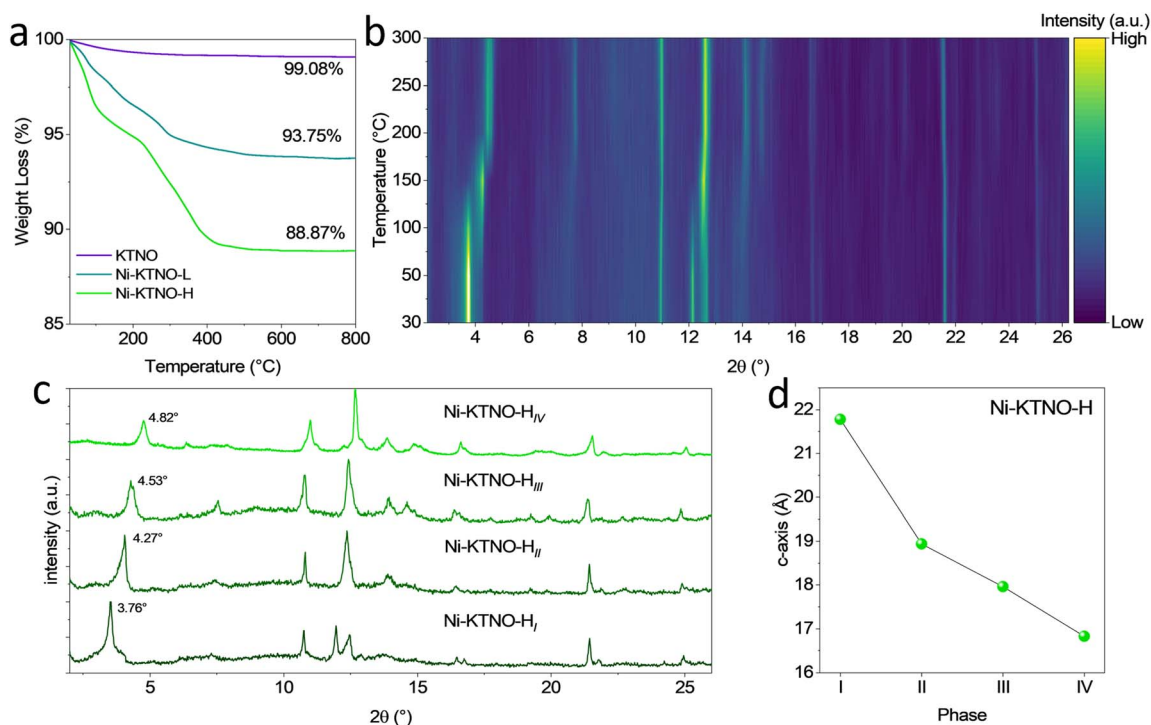 a
100
95
90
85
Weight Loss (%)
99.08%
93.75%
88.87%
KTNO
Ni-KTNO-L
Ni-KTNO-H
200
400
600
800
Temperature (°C)
b
300
250
200
150
100
50
30
Temperature (°C)
4
6
8
10
12
14
16
18
20
22
24
26
2θ (°)
Intensity (a.u.)
High
Low
c
intensity (a.u.)
4.82°
Ni-KTNO-HIV
4.53°
Ni-KTNO-HIII
4.27°
Ni-KTNO-HII
3.76°
Ni-KTNO-HI
5
10
15
20
25
2θ (°)
d
Ni-KTNO-H
22
21
20
19
18
17
16
c-axis (Å)
I
II
III
IV
Phase